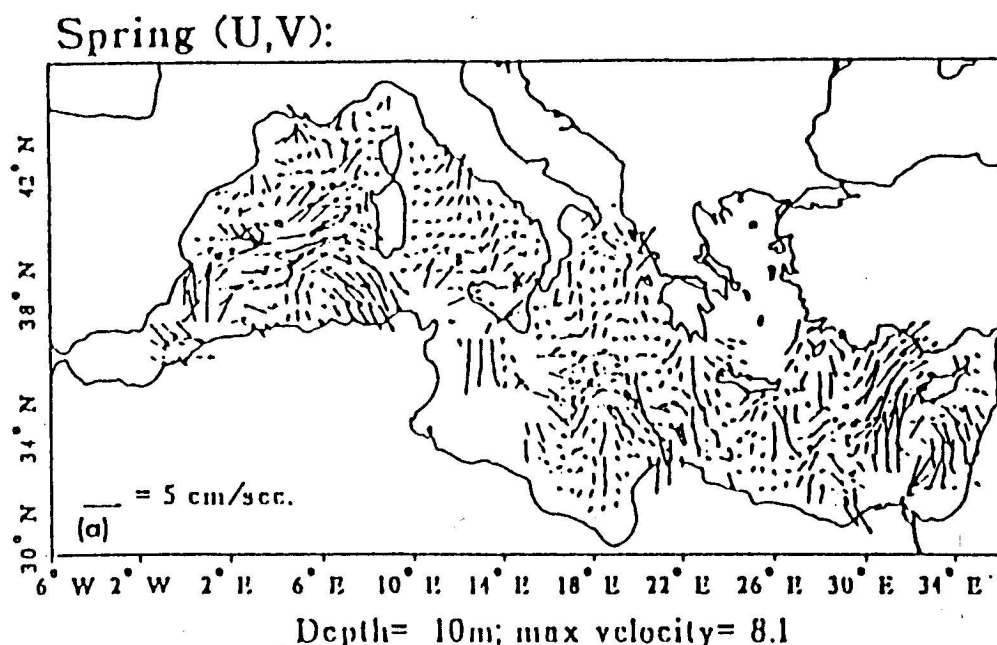 Spring (U,V):
42° N
38° N
34° N
30° N
— = 5 cm/sec.
(a)
6° W 2° W 2° E 6° E 10° E 14° E 18° E 22° E 26° E 30° E 34° E
Depth= 10m; max velocity= 8.1